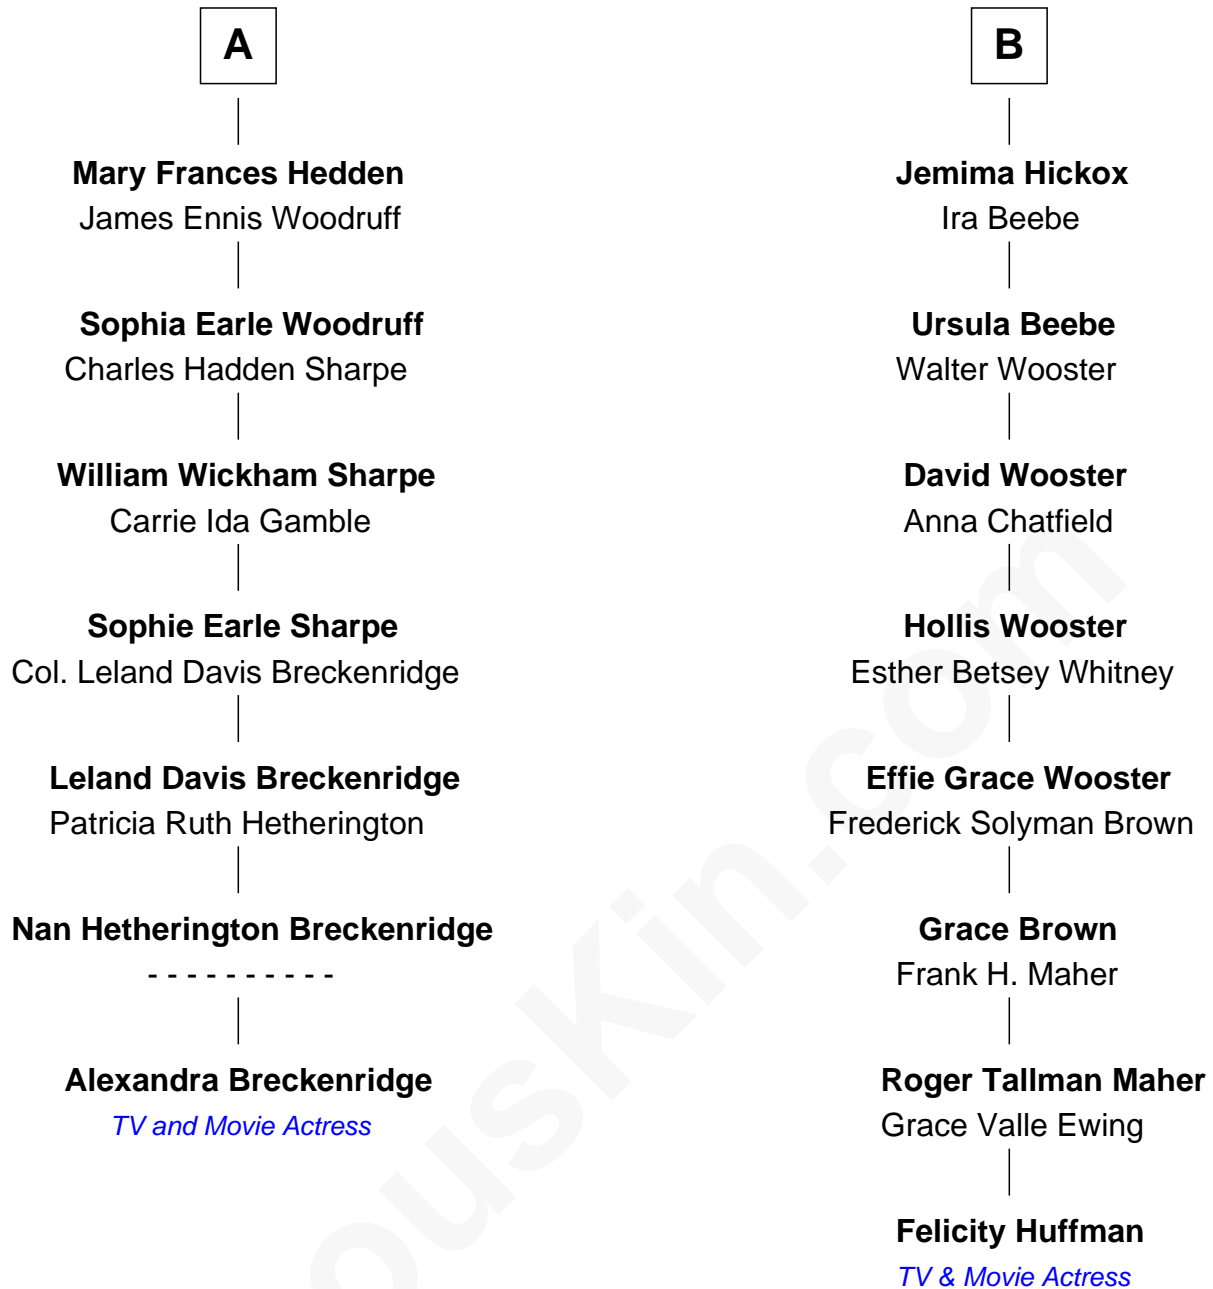 A
Mary Frances Hedden
James Ennis Woodruff
Sophia Earle Woodruff
Charles Hadden Sharpe
William Wickham Sharpe
Carrie Ida Gamble
Sophie Earle Sharpe
Col. Leland Davis Breckenridge
Leland Davis Breckenridge
Patricia Ruth Hetherington
Nan Hetherington Breckenridge
- - - - - - - - - -
Alexandra Breckenridge
TV and Movie Actress
B
Jemima Hickox
Ira Beebe
Ursula Beebe
Walter Wooster
David Wooster
Anna Chatfield
Hollis Wooster
Esther Betsey Whitney
Effie Grace Wooster
Frederick Solyman Brown
Grace Brown
Frank H. Maher
Roger Tallman Maher
Grace Valle Ewing
Felicity Huffman
TV & Movie Actress
ouskin.com